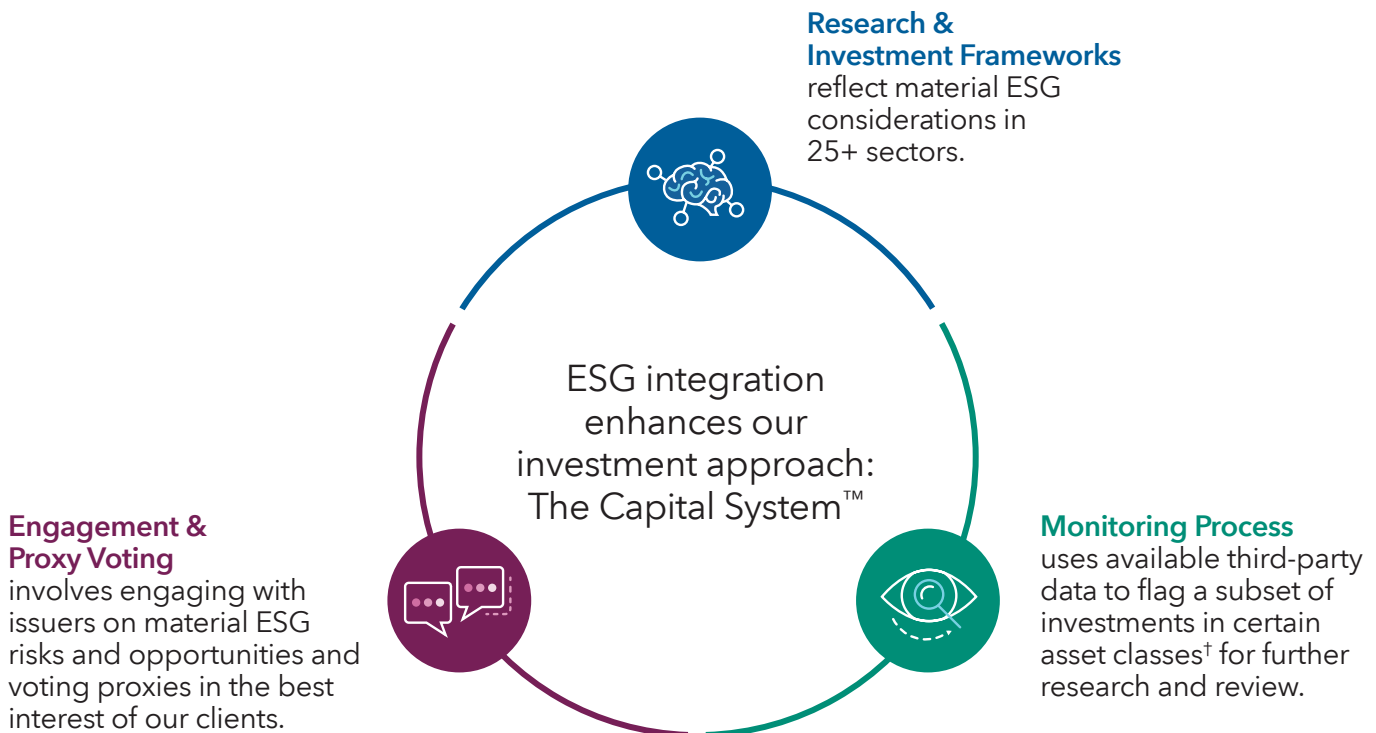 Research &
Investment Frameworks
reflect material ESG
considerations in
25+ sectors.
ESG integration
enhances our
investment approach:
The Capital System™
Engagement &
Proxy Voting
involves engaging with
issuers on material ESG
risks and opportunities and
voting proxies in the best
interest of our clients.
Monitoring Process
uses available third-party
data to flag a subset of
investments in certain
asset classes† for further
research and review.